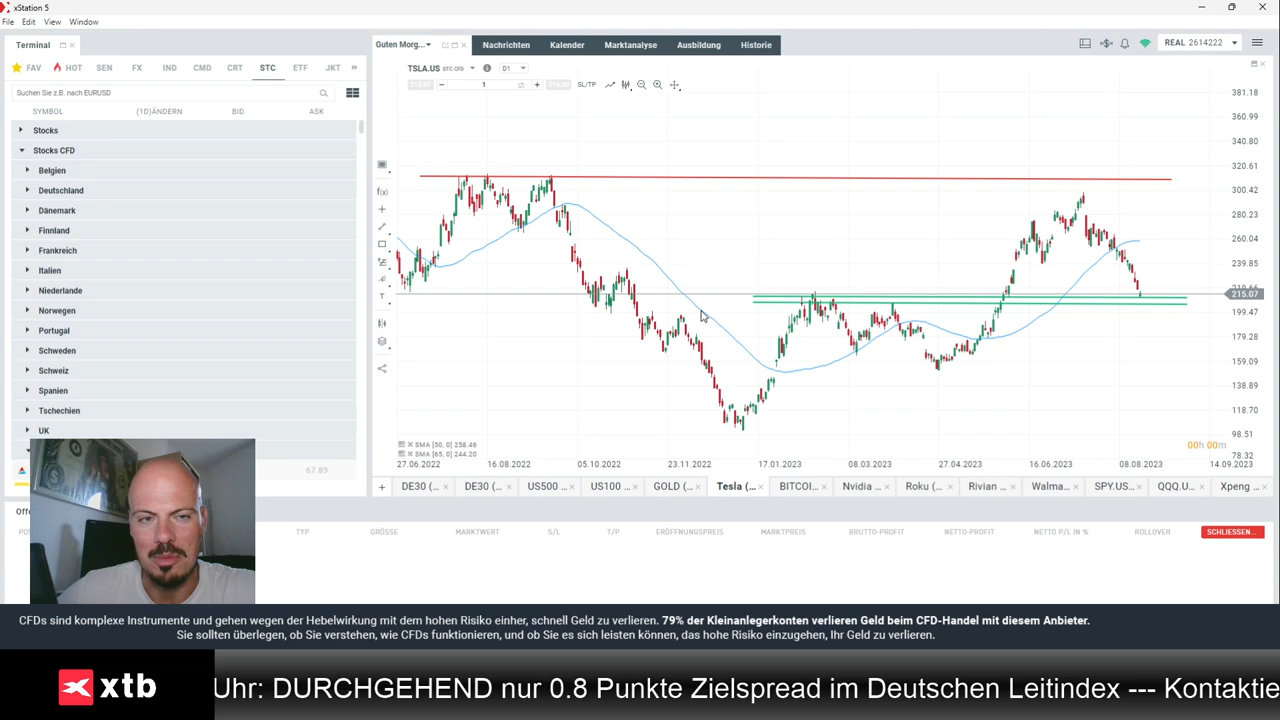 xStation 5
File Edit View Window
Terminal
FAV HOT SEN FX IND CMD CRT STC ETF JKT
Suchen Sie z.B. nach EURUSD
SYMBOL (1D)ÄNDERN BID ASK
Stocks
Stocks CFD
Belgien
Deutschland
Dänemark
Finnland
Frankreich
Italien
Niederlande
Norwegen
Portugal
Schweden
Schweiz
Spanien
Tschechien
UK
67.89
Guten Morg... Nachrichten Kalender Marktanalyse Ausbildung Historie
REAL 2614222
TSLA.US STC CFD D1
1 SL/TP
f(x)
T
381.18
360.99
340.80
320.61
300.42
280.23
260.04
239.85
215.07
199.47
179.28
159.09
138.89
118.70
98.51
78.32
00h 00m
SMA [50, 0] 258.46
SMA [65, 0] 244.20
27.06.2022 16.08.2022 05.10.2022 23.11.2022 17.01.2023 08.03.2023 27.04.2023 16.06.2023 08.08.2023 14.09.2023
DE30 (... DE30 (... US500 ... US100 ... GOLD (... Tesla (... BITCOI... Nvidia ... Roku (... Rivian ... Walma... SPY.US... QQQ.U... Xpeng ...
TYP GRÖSSE MARKTWERT S/L T/P ERÖFFNUNGSPREIS MARKTPREIS BRUTTO-PROFIT NETTO-PROFIT NETTO P/L IN % ROLLOVER SCHLIESSEN...
CFDs sind komplexe Instrumente und gehen wegen der Hebelwirkung mit dem hohen Risiko einher, schnell Geld zu verlieren. 79% der Kleinanlegerkonten verlieren Geld beim CFD-Handel mit diesem Anbieter.
Sie sollten überlegen, ob Sie verstehen, wie CFDs funktionieren, und ob Sie es sich leisten können, das hohe Risiko einzugehen, Ihr Geld zu verlieren.
xtb Uhr: DURCHGEHEND nur 0.8 Punkte Zielspread im Deutschen Leitindex --- Kontaktie